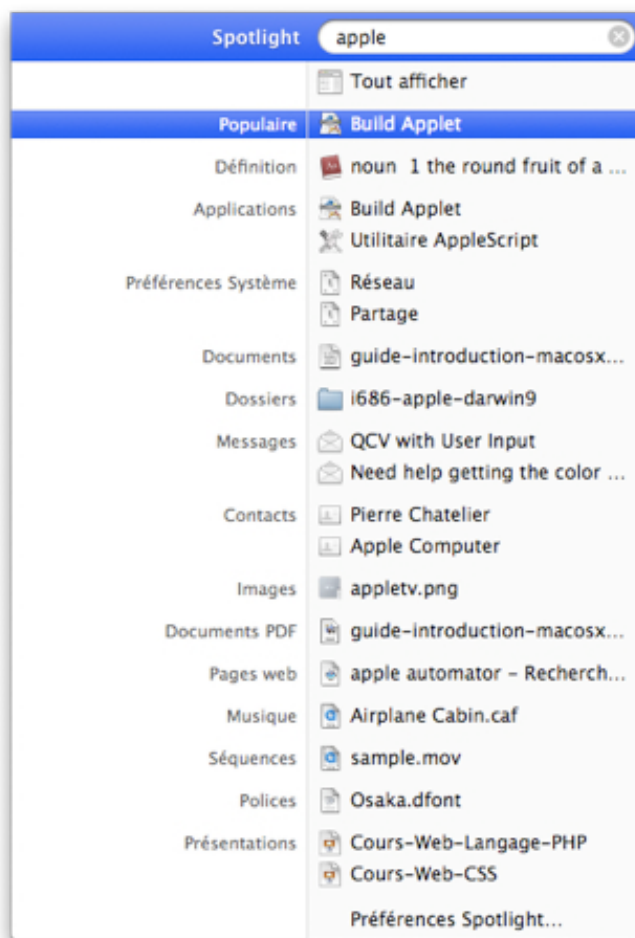 Spotlight apple
Tout afficher
Populaire Build Applet
Définition noun 1 the round fruit of a ...
Applications Build Applet
Utilitaire AppleScript
Préférences Système Réseau
Partage
Documents guide-introduction-macosx...
Dossiers i686-apple-darwin9
Messages QCV with User Input
Need help getting the color ...
Contacts Pierre Chatelier
Apple Computer
Images appletv.png
Documents PDF guide-introduction-macosx...
Pages web apple automator – Recherch...
Musique Airplane Cabin.caf
Séquences sample.mov
Polices Osaka.dfont
Présentations Cours-Web-Langage-PHP
Cours-Web-CSS
Préférences Spotlight...